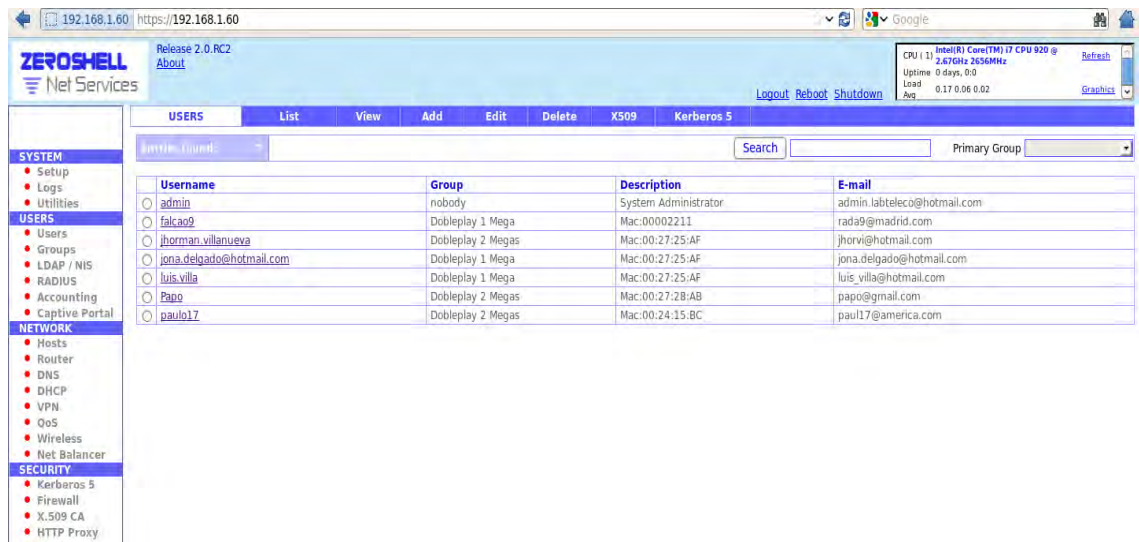 192.168.1.60 https://192.168.1.60 Google
ZEROSHELL
Net Services
Release 2.0.RC2
About
Logout Reboot Shutdown
CPU ( 1) Intel(R) Core(TM) i7 CPU 920 @ 2.67GHz 2656MHz
Refresh
Uptime 0 days, 0:0
Load Avg 0.17 0.06 0.02
Graphics
USERS List View Add Edit Delete X509 Kerberos 5
Search Primary Group
Username Group Description E-mail
admin nobody System Administrator admin.labteleco@hotmail.com
falcao9 Dobleplay 1 Mega Mac:00002211 rada9@madrid.com
jhorman.villanueva Dobleplay 2 Megas Mac:00:27:25:AF jhorvi@hotmail.com
jona.delgado@hotmail.com Dobleplay 1 Mega Mac:00:27:25:AF jona.delgado@hotmail.com
luis.villa Dobleplay 1 Mega Mac:00:27:25:AF luis_villa@hotmail.com
Papo Dobleplay 2 Megas Mac:00:27:28:AB papo@gmail.com
paulo17 Dobleplay 2 Megas Mac:00:24:15:BC paul17@america.com
SYSTEM
Setup
Logs
Utilities
USERS
Users
Groups
LDAP / NIS
RADIUS
Accounting
Captive Portal
NETWORK
Hosts
Router
DNS
DHCP
VPN
QoS
Wireless
Net Balancer
SECURITY
Kerberos 5
Firewall
X.509 CA
HTTP Proxy